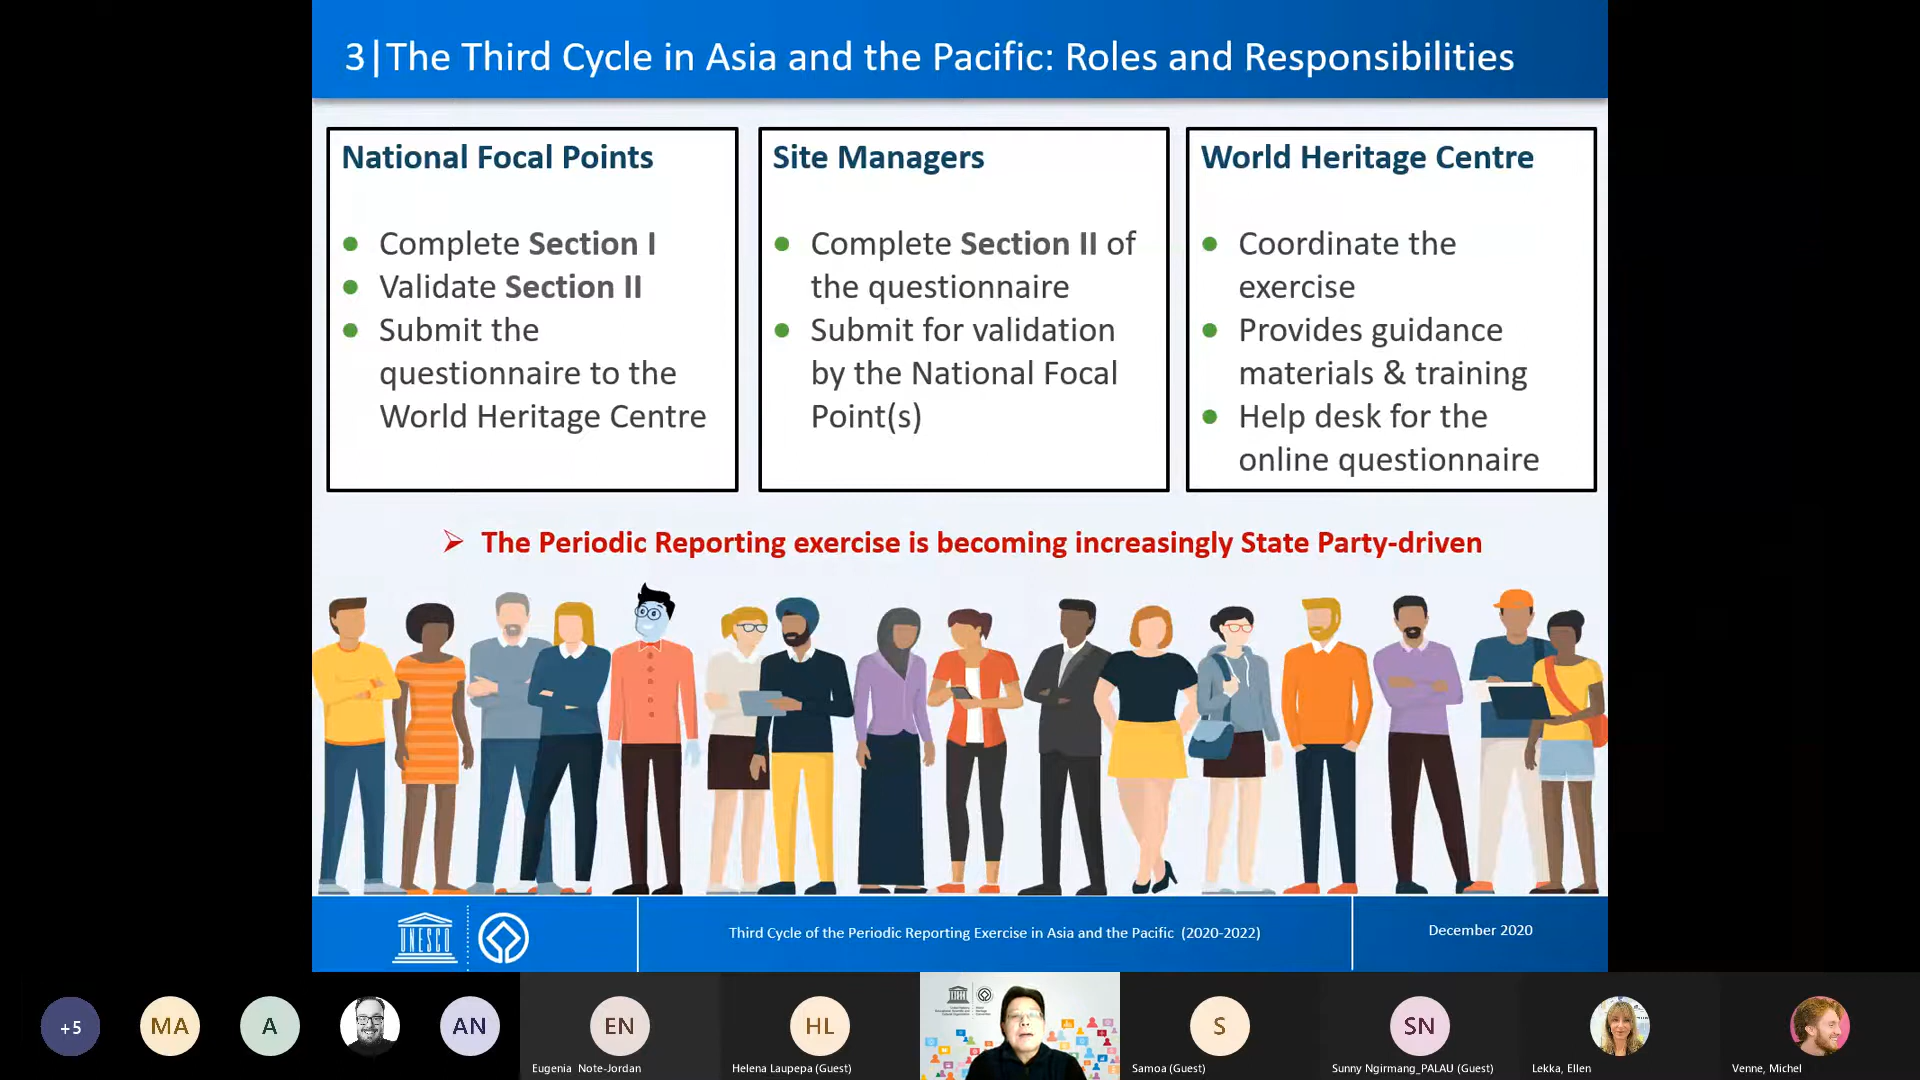 3|The Third Cycle in Asia and the Pacific: Roles and Responsibilities
National Focal Points
Complete Section I
Validate Section II
Submit the
questionnaire to the
World Heritage Centre
Site Managers
Complete Section II of
the questionnaire
Submit for validation
by the National Focal
Point(s)
World Heritage Centre
Coordinate the
exercise
Provides guidance
materials & training
Help desk for the
online questionnaire
The Periodic Reporting exercise is becoming increasingly State Party-driven
UNESCO
Third Cycle of the Periodic Reporting Exercise in Asia and the Pacific (2020-2022)
December 2020
+5
MA
A
AN
EN
Eugenia Note-Jordan
HL
Helena Laupepa (Guest)
S
Samoa (Guest)
SN
Sunny Ngirmang_PALAU (Guest)
Lekka, Ellen
Venne, Michel